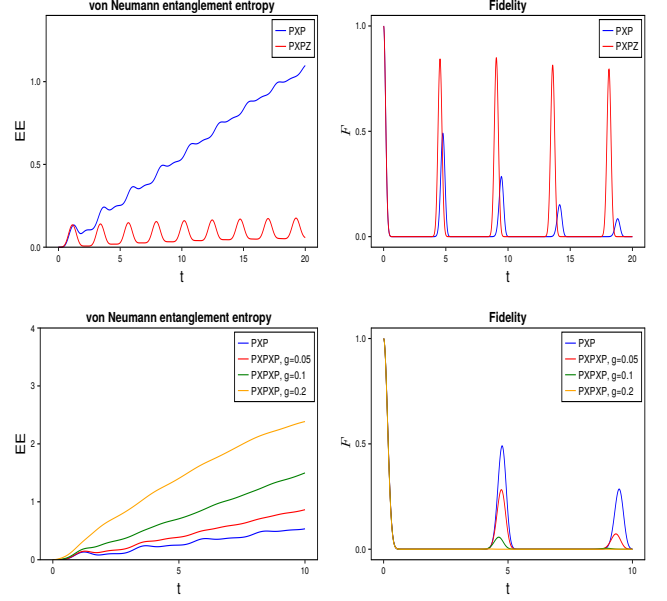 von Neumann entanglement entropy
EE
1.0
0.5
0.0
0
5
10
15
20
t
PXP
PXPZ
Fidelity
F
1.0
0.5
0.0
0
5
10
15
20
t
PXP
PXPZ
von Neumann entanglement entropy
EE
4
3
2
1
0
0
5
10
t
PXP
PXPXP, g=0.05
PXPXP, g=0.1
PXPXP, g=0.2
Fidelity
F
1.0
0.5
0.0
0
5
10
t
PXP
PXPXP, g=0.05
PXPXP, g=0.1
PXPXP, g=0.2